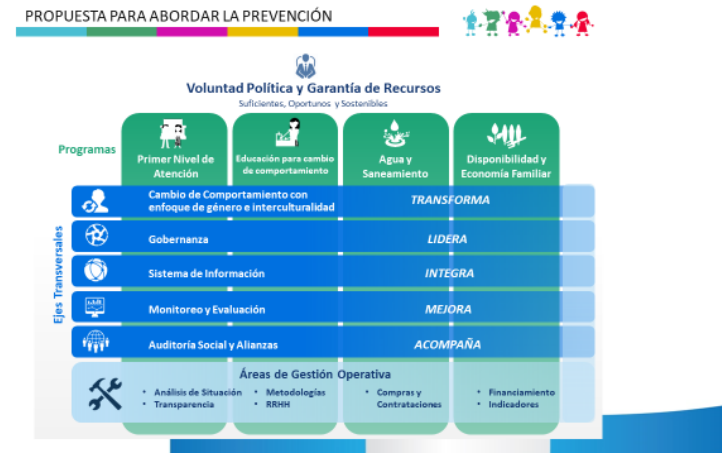 PROPUESTA PARA ABORDAR LA PREVENCIÓN
Voluntad Política y Garantía de Recursos
Suficientes, Oportunos y Sostenibles
Programas
Primer Nivel de
Atención
Educación para cambio
de comportamiento
Agua y
Saneamiento
Disponibilidad y
Economía Familiar
Ejes Transversales
Cambio de Comportamiento con
enfoque de género e interculturalidad
TRANSFORMA
Gobernanza
LIDERA
Sistema de Información
INTEGRA
Monitoreo y Evaluación
MEJORA
Auditoría Social y Alianzas
ACOMPAÑA
Áreas de Gestión Operativa
• Análisis de Situación
• Transparencia
• Metodologías
• RRHH
• Compras y
Contrataciones
• Financiamiento
• Indicadores